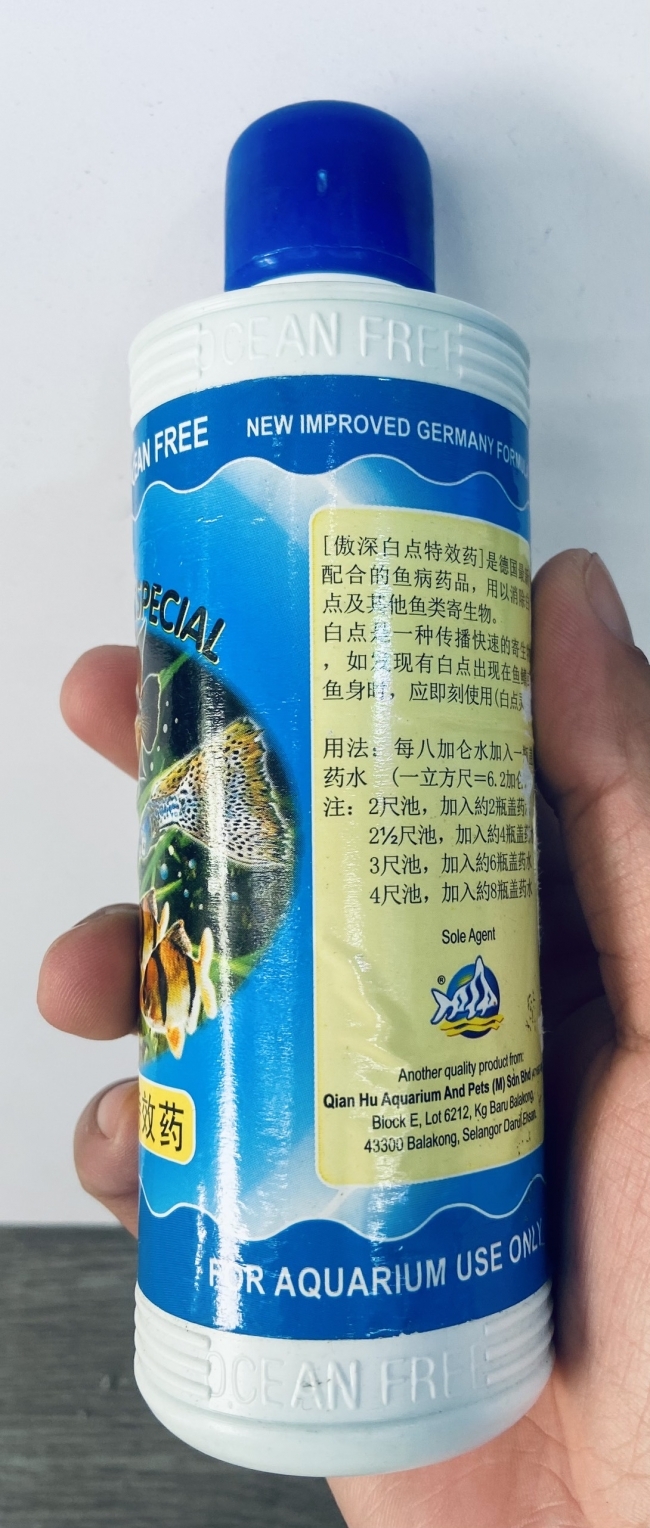 OCEAN FREE
FREE
NEW IMPROVED GERMANY
SPECIAL
[傲深白点特效药]是德国
配合的鱼病药品，用以消除
点及其他鱼类寄生物。
白点是一种传播快速的寄生
，如发现有白点出现在鱼
鱼身时，应即刻使用(白点
用法：每八加仑水加入一
药水 (一立方尺=6.2加仑
注：2尺池，加入約2瓶盖药
2½尺池，加入約4瓶盖药
3尺池，加入約6瓶盖药水
4尺池，加入約8瓶盖药水
Sole Agent
®
Another quality product from:
Qian Hu Aquarium And Pets (M) Sdn Bhd
Block E, Lot 6212, Kg Baru Balakong,
43300 Balakong, Selangor Darul Ehsan.
效药
FOR AQUARIUM USE ONLY
OCEAN FREE